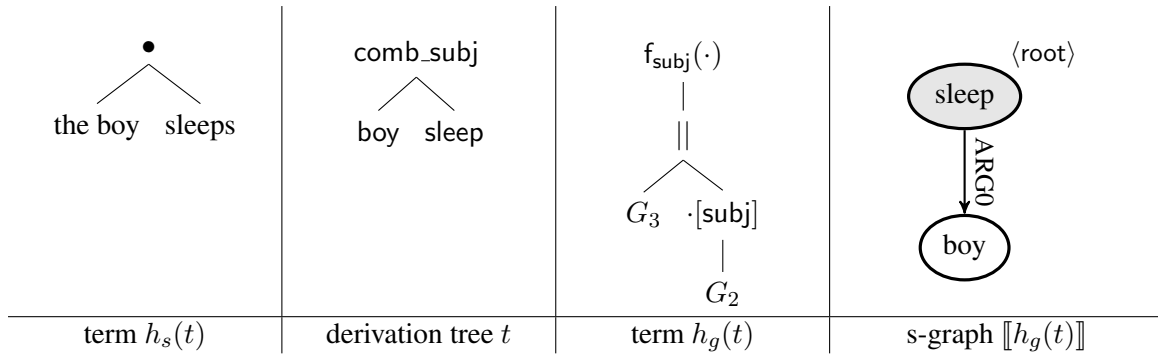 •
the boy sleeps
term h_s(t)
comb_subj
boy sleep
derivation tree t
f_subj(·)
||
G_3 ·[subj]
G_2
term h_g(t)
⟨root⟩
sleep
ARG0
boy
s-graph ⟦h_g(t)⟧